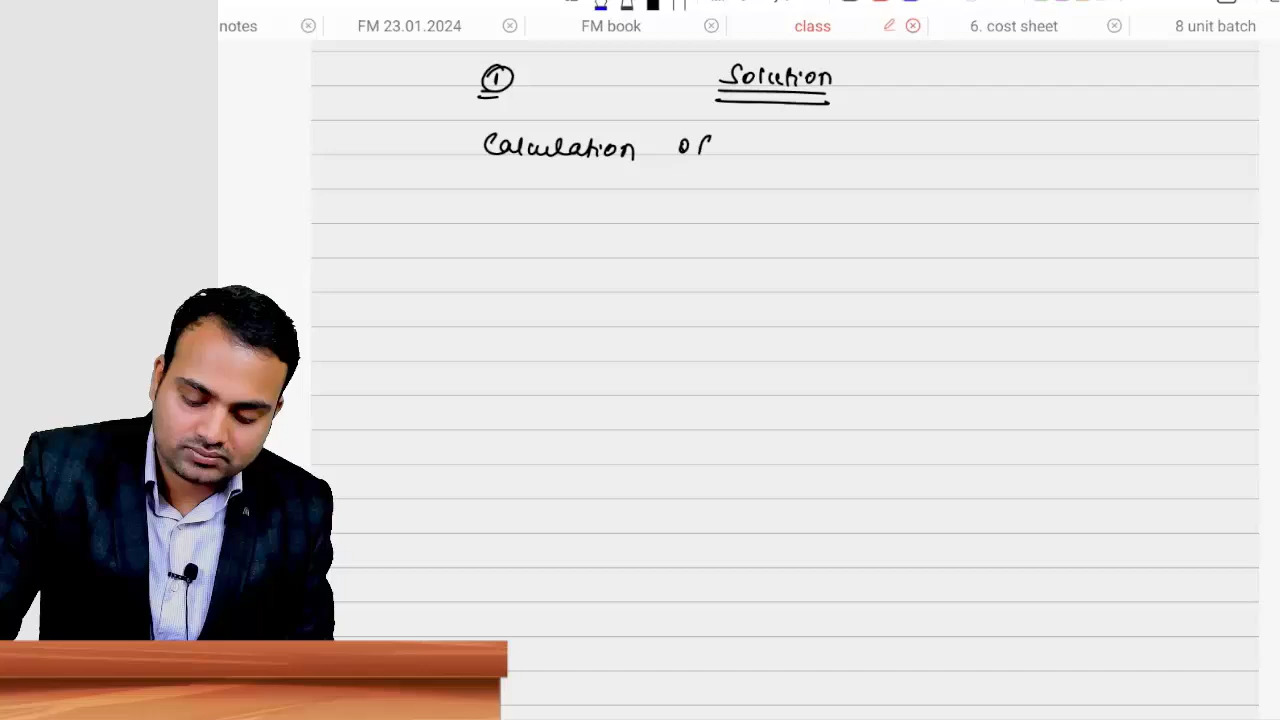 notes FM 23.01.2024 FM book class 6. cost sheet 8 unit batch
① Solution
Calculation of